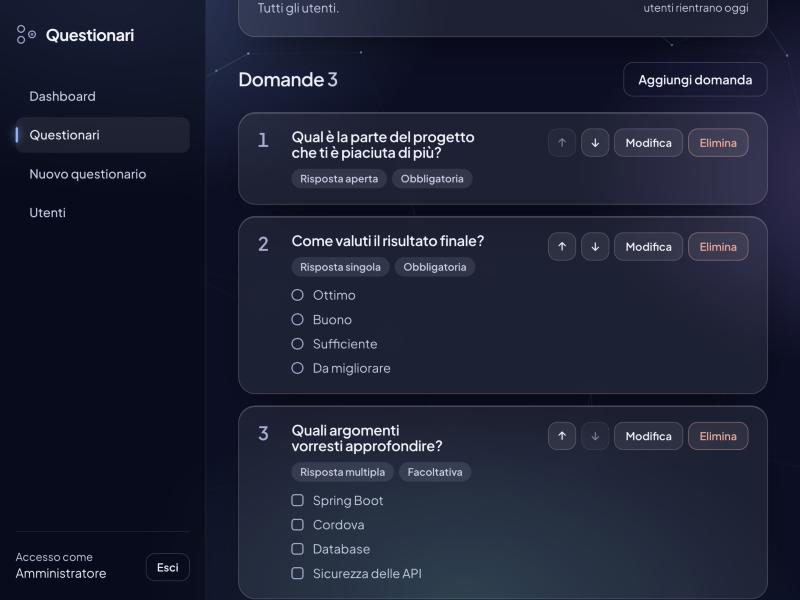 Questionari
Dashboard
Questionari
Nuovo questionario
Utenti
Accesso come
Amministratore
Esci
Tutti gli utenti.
utenti rientrano oggi
Domande 3
Aggiungi domanda
1
Qual è la parte del progetto
che ti è piaciuta di più?
Risposta aperta
Obbligatoria
↑
↓
Modifica
Elimina
2
Come valuti il risultato finale?
Risposta singola
Obbligatoria
↑
↓
Modifica
Elimina
Ottimo
Buono
Sufficiente
Da migliorare
3
Quali argomenti
vorresti approfondire?
Risposta multipla
Facoltativa
↑
↓
Modifica
Elimina
Spring Boot
Cordova
Database
Sicurezza delle API